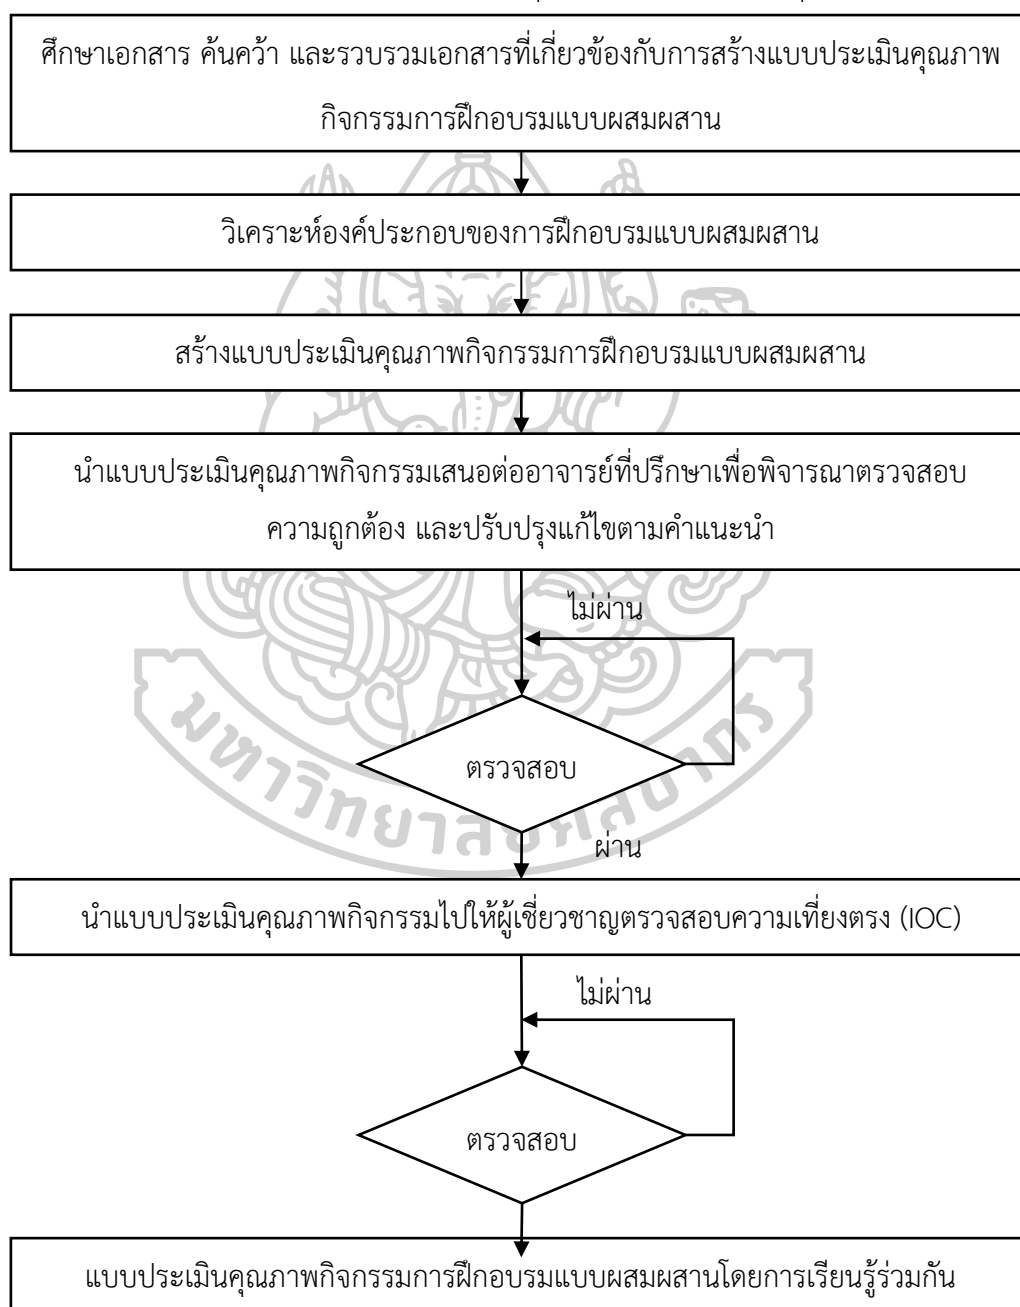 ศึกษาเอกสาร ค้นคว้า และรวบรวมเอกสารที่เกี่ยวข้องกับการสร้างแบบประเมินคุณภาพ
กิจกรรมการฝึกอบรมแบบผสมผสาน
วิเคราะห์องค์ประกอบของการฝึกอบรมแบบผสมผสาน
สร้างแบบประเมินคุณภาพกิจกรรมการฝึกอบรมแบบผสมผสาน
นำแบบประเมินคุณภาพกิจกรรมเสนอต่ออาจารย์ที่ปรึกษาเพื่อพิจารณาตรวจสอบ
ความถูกต้อง และปรับปรุงแก้ไขตามคำแนะนำ
ไม่ผ่าน
ตรวจสอบ
มหาวิทยาลัยศิลปากร
ผ่าน
นำแบบประเมินคุณภาพกิจกรรมไปให้ผู้เชี่ยวชาญตรวจสอบความเที่ยงตรง (IOC)
ไม่ผ่าน
ตรวจสอบ
แบบประเมินคุณภาพกิจกรรมการฝึกอบรมแบบผสมผสานโดยการเรียนรู้ร่วมกัน